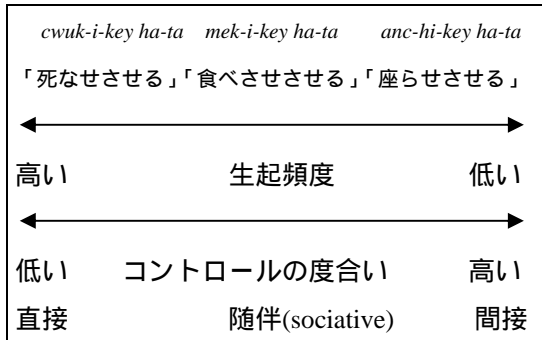 cwuk-i-key ha-ta mek-i-key ha-ta anc-hi-key ha-ta
「死なせさせる」「食べさせさせる」「座らせさせる」
高い 生起頻度 低い
低い コントロールの度合い 高い
直接 随伴(sociative) 間接